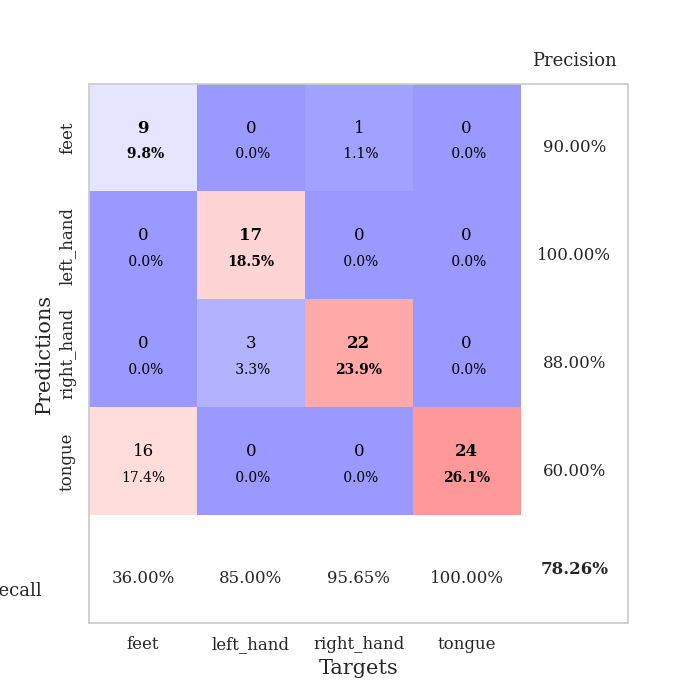 Precision
feet
9 0 1 0
9.8% 0.0% 1.1% 0.0%
90.00%
left_hand
0 17 0 0
0.0% 18.5% 0.0% 0.0%
100.00%
Predictions
right_hand
0 3 22 0
0.0% 3.3% 23.9% 0.0%
88.00%
tongue
16 0 0 24
17.4% 0.0% 0.0% 26.1%
60.00%
ecall
36.00% 85.00% 95.65% 100.00% 78.26%
feet left_hand right_hand tongue
Targets